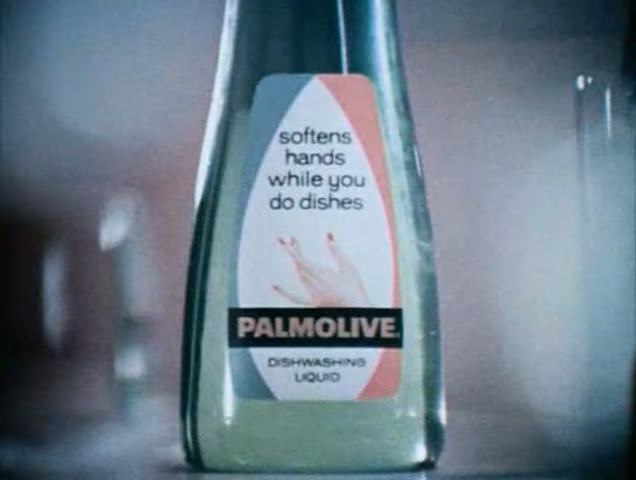 softens
hands
while you
do dishes
PALMOLIVE.
DISHWASHING
LIQUID